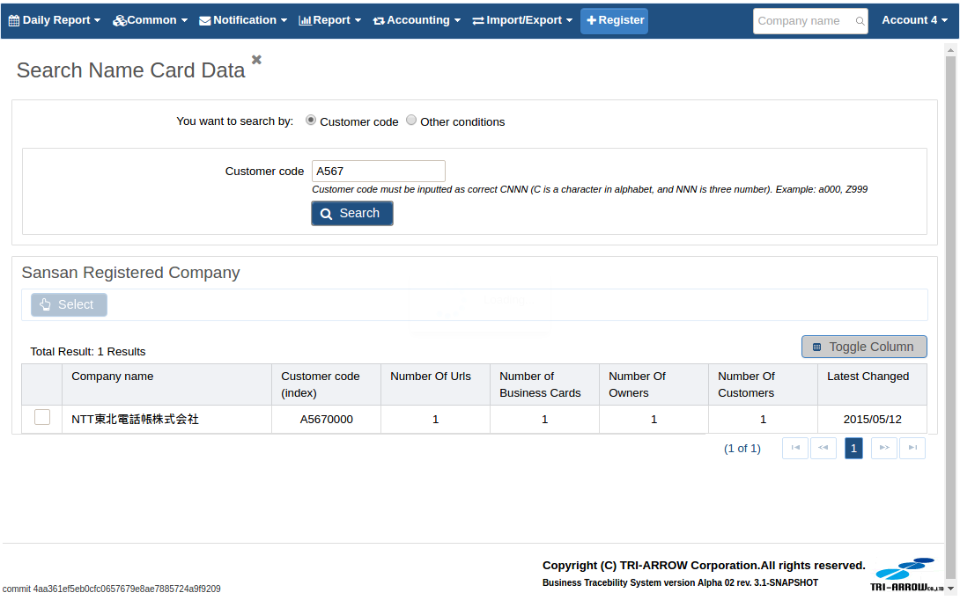 Daily Report Common Notification Report Accounting Import/Export Register Company name Account 4
Search Name Card Data
You want to search by: Customer code Other conditions
Customer code A567
Customer code must be inputted as correct CNNN (C is a character in alphabet, and NNN is three number). Example: a000, Z999
Search
Sansan Registered Company
Select
Total Result: 1 Results Toggle Column
Company name Customer code Number Of Urls Number of Number Of Number Of Latest Changed
(index) Business Cards Owners Customers
NTT東北電話帳株式会社 A5670000 1 1 1 1 2015/05/12
(1 of 1) 1
Copyright (C) TRI-ARROW Corporation.All rights reserved.
Business Tracebility System version Alpha 02 rev. 3.1-SNAPSHOT
TRI-ARROW CO.,LTD
commit 4aa361ef5eb0cfc0657679e8ae7885724a9f9209